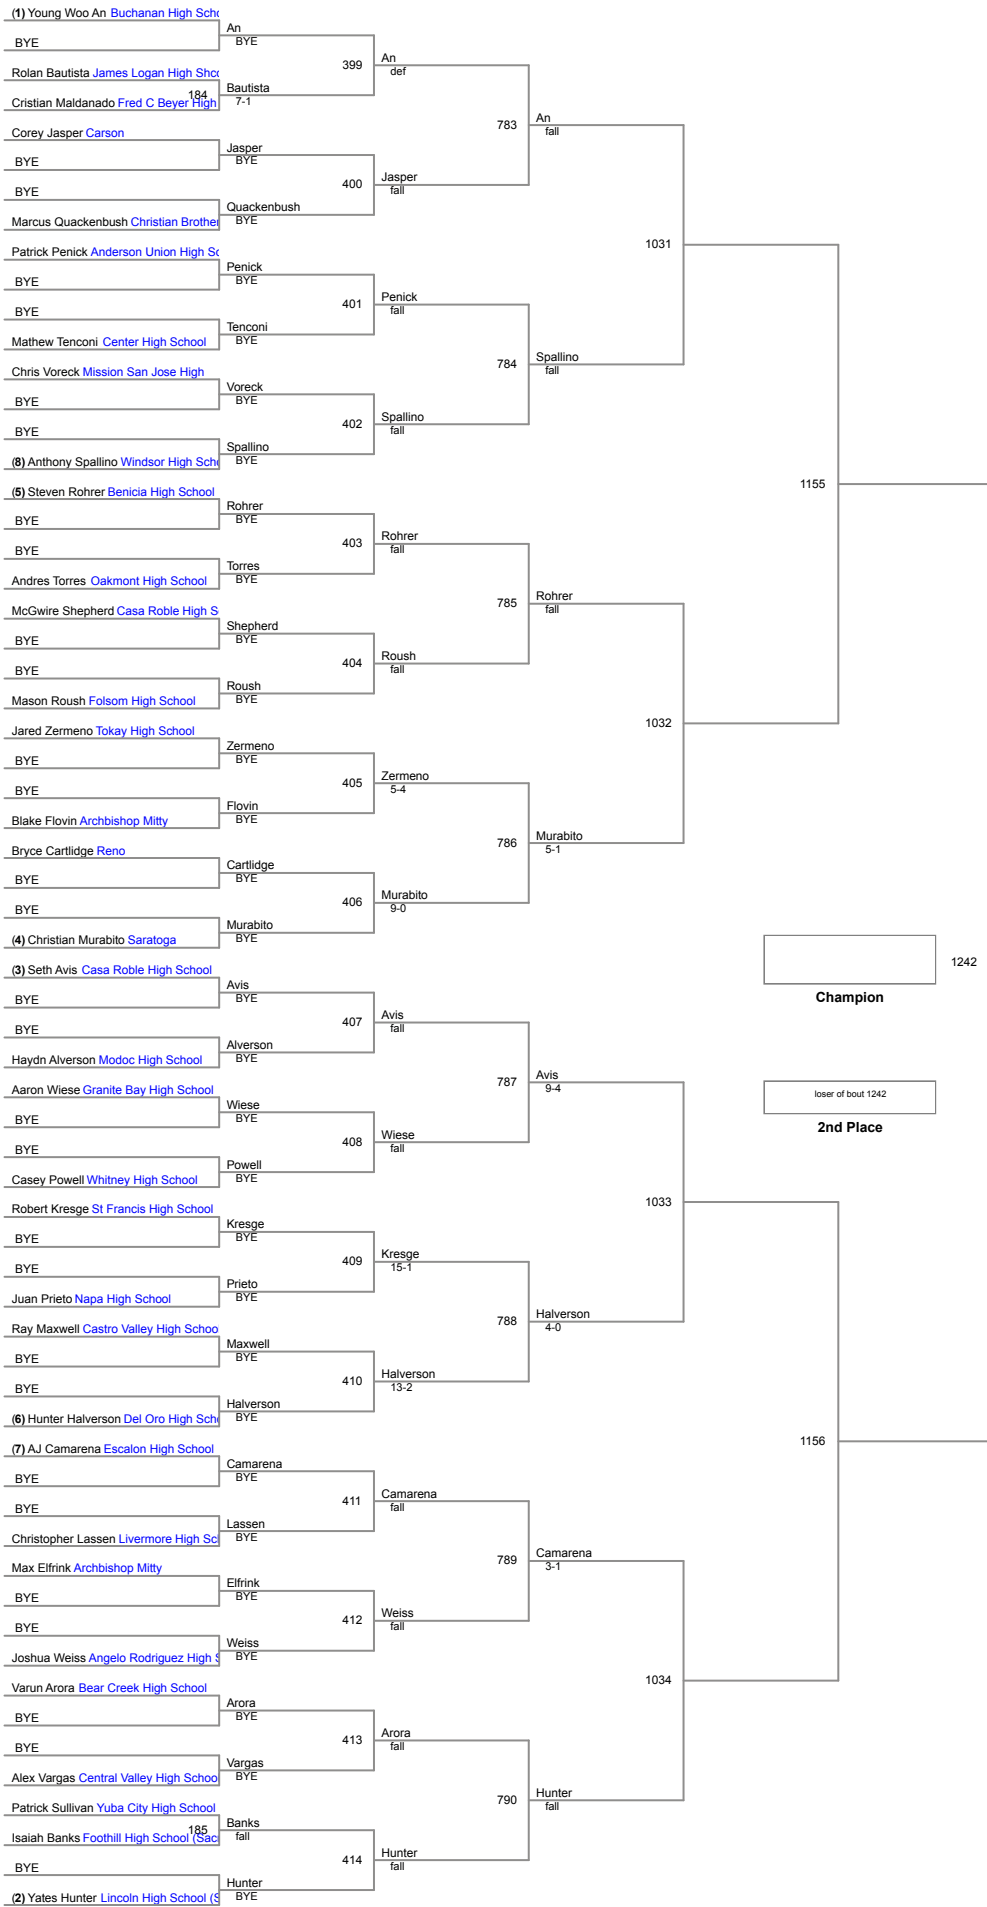 (1) Young Woo An Buchanan High Scho
BYE
Rolan Bautista James Logan High Shco
184
Cristian Maldanado Fred C Beyer High
Corey Jasper Carson
BYE
BYE
Marcus Quackenbush Christian Brother
Patrick Penick Anderson Union High Sc
BYE
BYE
Mathew Tenconi Center High School
Chris Voreck Mission San Jose High
BYE
BYE
(8) Anthony Spallino Windsor High Scho
(5) Steven Rohrer Benicia High School
BYE
BYE
Andres Torres Oakmont High School
McGwire Shepherd Casa Roble High S
BYE
BYE
Mason Roush Folsom High School
Jared Zermeno Tokay High School
BYE
BYE
Blake Flovin Archbishop Mitty
Bryce Cartlidge Reno
BYE
BYE
(4) Christian Murabito Saratoga
(3) Seth Avis Casa Roble High School
BYE
BYE
Haydn Alverson Modoc High School
Aaron Wiese Granite Bay High School
BYE
BYE
Casey Powell Whitney High School
Robert Kresge St Francis High School
BYE
BYE
Juan Prieto Napa High School
Ray Maxwell Castro Valley High Schoo
BYE
BYE
(6) Hunter Halverson Del Oro High Scho
(7) AJ Camarena Escalon High School
BYE
BYE
Christopher Lassen Livermore High Sc
Max Elfrink Archbishop Mitty
BYE
BYE
Joshua Weiss Angelo Rodriguez High S
Varun Arora Bear Creek High School
BYE
BYE
Alex Vargas Central Valley High Schoo
Patrick Sullivan Yuba City High School
185
Isaiah Banks Foothill High School (Sac
BYE
(2) Yates Hunter Lincoln High School (S
An
BYE
399
Bautista
7-1
Jasper
BYE
400
Quackenbush
BYE
Penick
BYE
401
Tenconi
BYE
Voreck
BYE
402
Spallino
BYE
Rohrer
BYE
403
Torres
BYE
Shepherd
BYE
404
Roush
BYE
Zermeno
BYE
405
Flovin
BYE
Cartlidge
BYE
406
Murabito
BYE
Avis
BYE
407
Alverson
BYE
Wiese
BYE
408
Powell
BYE
Kresge
BYE
409
Prieto
BYE
Maxwell
BYE
410
Halverson
BYE
Camarena
BYE
411
Lassen
BYE
Elfrink
BYE
412
Weiss
BYE
Arora
BYE
413
Vargas
BYE
Banks
fall
414
Hunter
BYE
An
def
783
Jasper
fall
Penick
fall
784
Spallino
fall
Rohrer
fall
785
Roush
fall
Zermeno
5-4
786
Murabito
9-0
Avis
fall
787
Wiese
fall
Kresge
15-1
788
Halverson
13-2
Camarena
fall
789
Weiss
fall
Arora
fall
790
Hunter
fall
An
fall
1031
Spallino
fall
Rohrer
fall
1032
Murabito
5-1
Avis
9-4
1033
Halverson
4-0
Camarena
3-1
1034
Hunter
fall
1155
1156
1242
Champion
loser of bout 1242
2nd Place